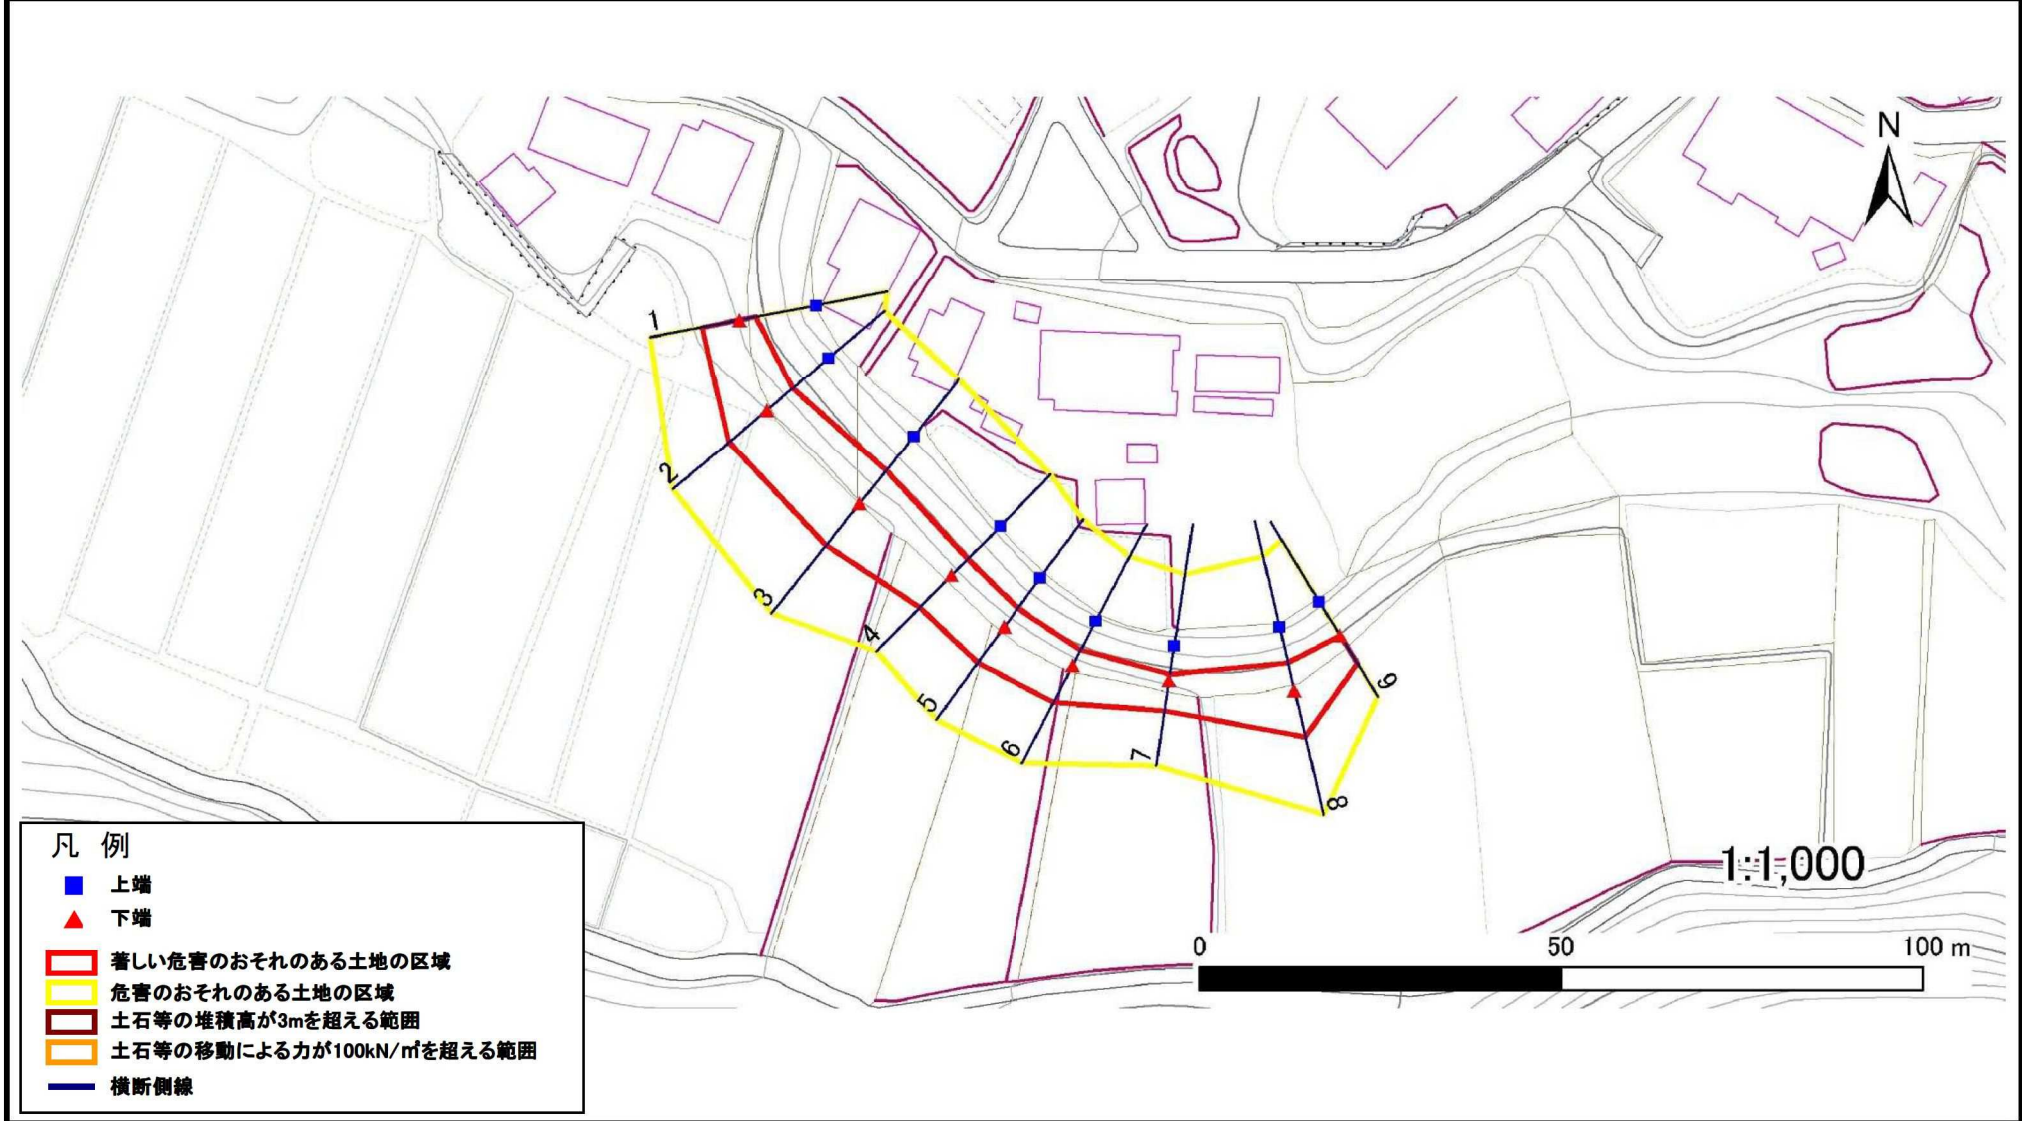 N
1
2
3
4
5
6
7
8
9
1:1,000
0 50 100 m
凡 例
上端
下端
著しい危害のおそれのある土地の区域
危害のおそれのある土地の区域
土石等の堆積高が3mを超える範囲
土石等の移動による力が100kN/㎡を超える範囲
横断側線